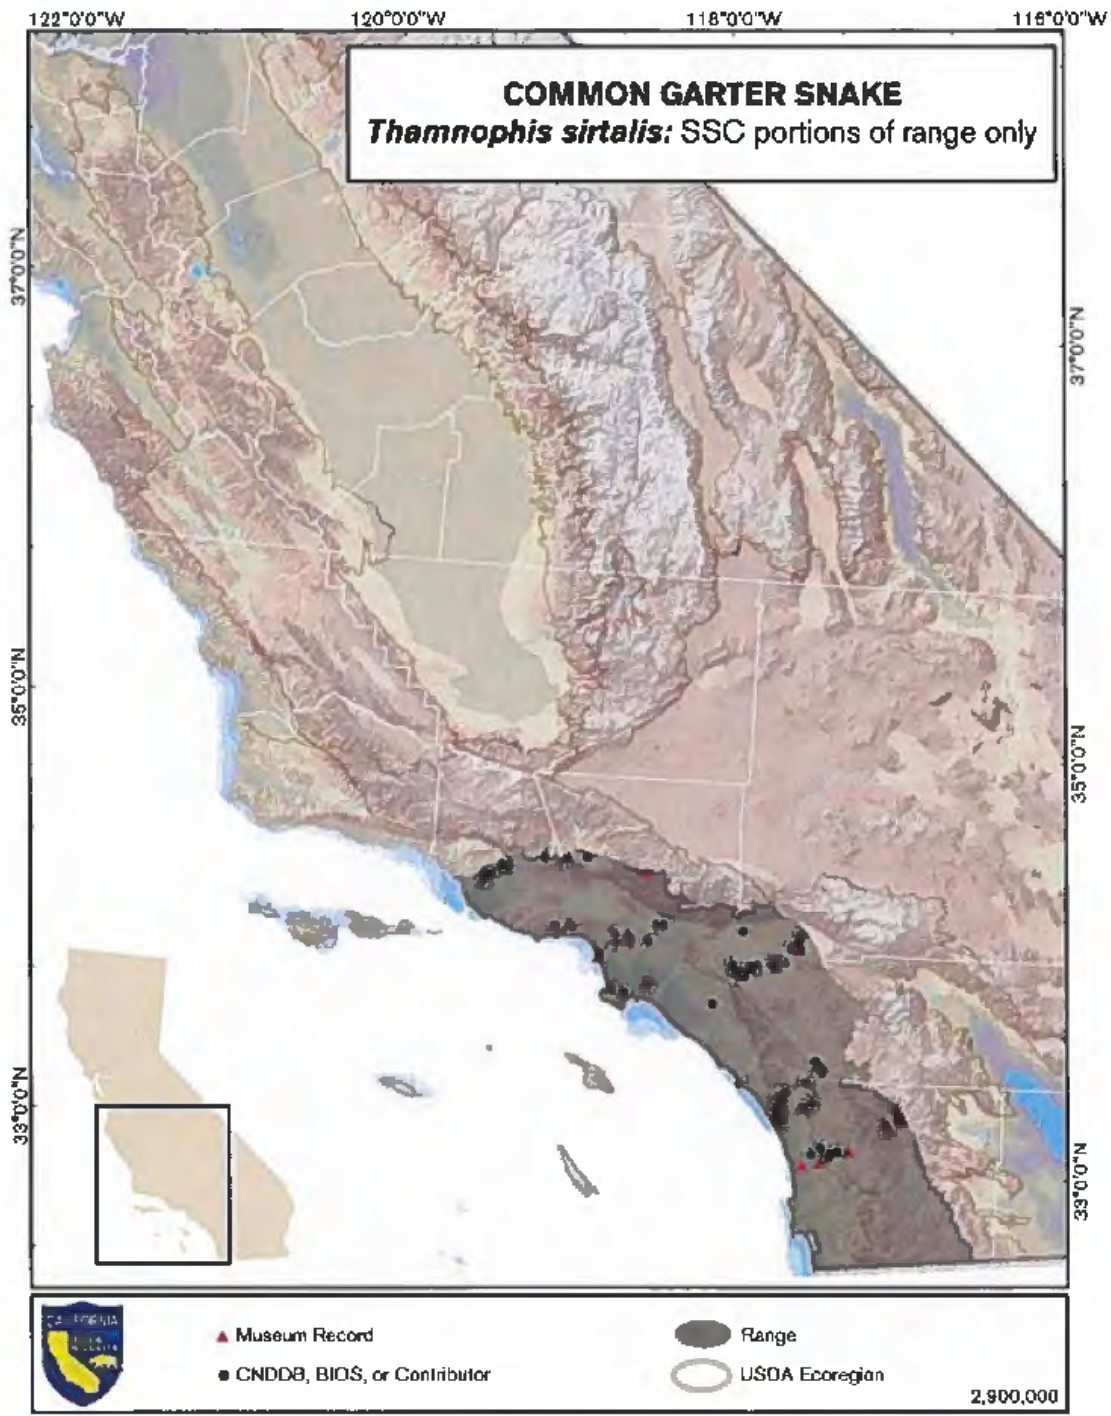 122°0'0"W 120°0'0"W 118°0'0"W 116°0'0"W
COMMON GARTER SNAKE
Thamnophis sirtalis: SSC portions of range only
37°0'0"N
37°0'0"N
35°0'0"N
35°0'0"N
33°0'0"N
33°0'0"N
CALIFORNIA
Museum Record
Range
CNDDB, BIOS, or Contributor
USDA Ecoregion
2,900,000